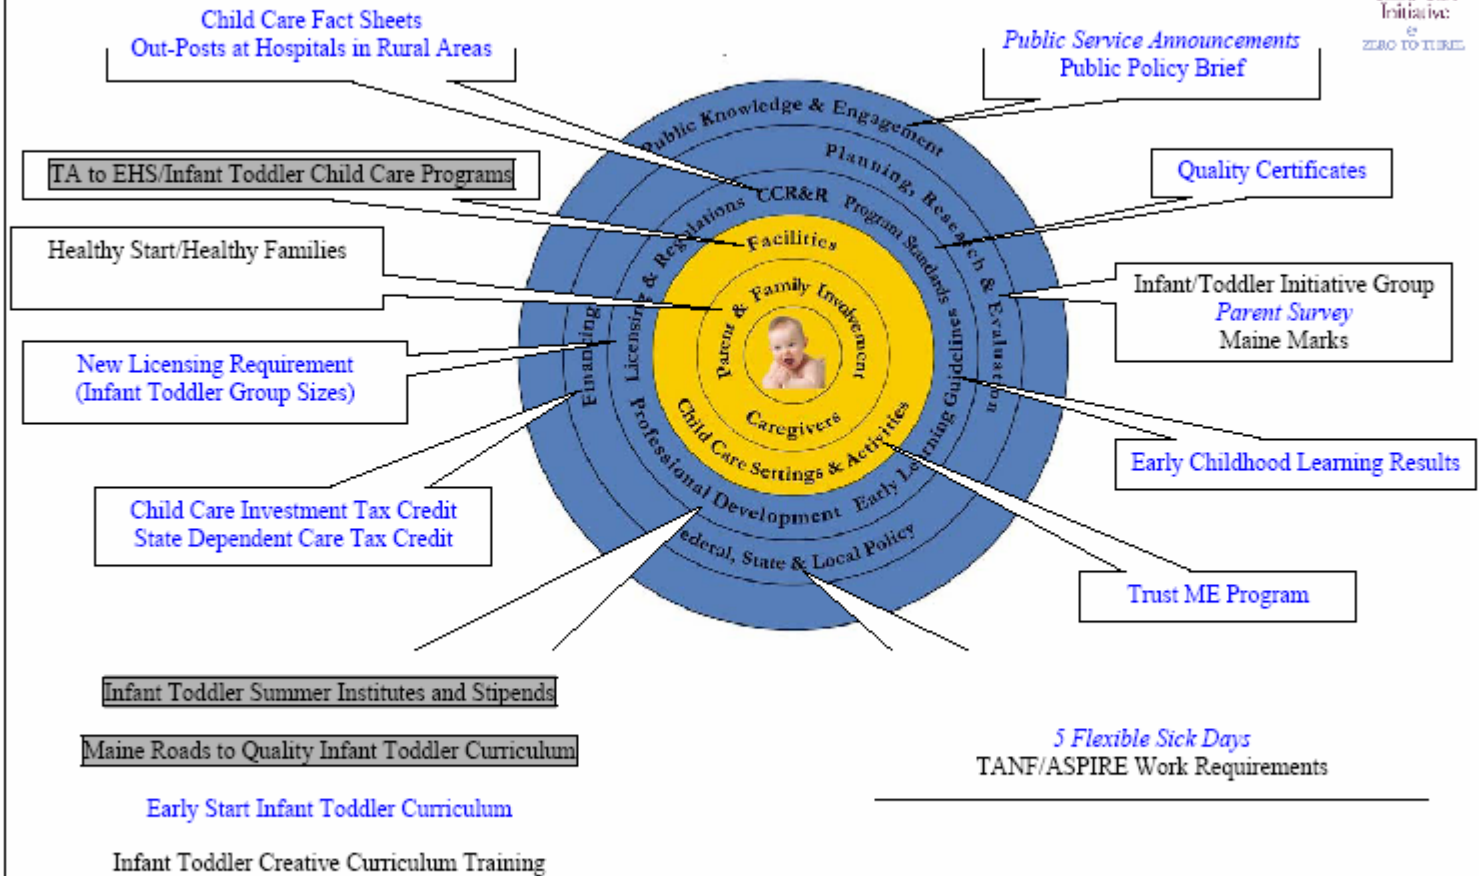 Child Care Fact Sheets
Out-Posts at Hospitals in Rural Areas
Initiative
&
ZERO TO THREE
Public Service Announcements
Public Policy Brief
TA to EHS/Infant Toddler Child Care Programs
Quality Certificates
Healthy Start/Healthy Families
Infant/Toddler Initiative Group
Parent Survey
Maine Marks
New Licensing Requirement
(Infant Toddler Group Sizes)
Early Childhood Learning Results
Child Care Investment Tax Credit
State Dependent Care Tax Credit
Trust ME Program
Public Knowledge & Engagement
Planning, Research & Evaluation
Financing
ederal, State & Local Policy
Licensing & Regulations
CCR&R
Program Standards
Early Learning Guidelines
Professional Development
Facilities
Child Care Settings & Activities
Parent & Family Involvement
Caregivers
Infant Toddler Summer Institutes and Stipends
Maine Roads to Quality Infant Toddler Curriculum
Early Start Infant Toddler Curriculum
Infant Toddler Creative Curriculum Training
5 Flexible Sick Days
TANF/ASPIRE Work Requirements